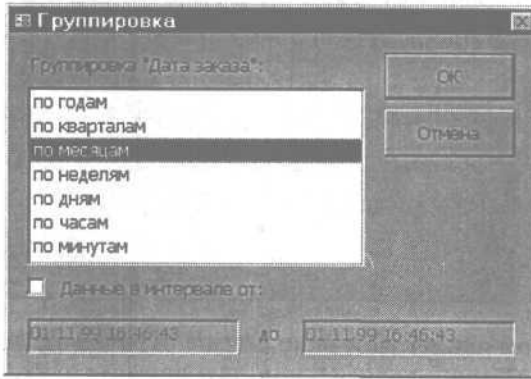 Группировка
Группировка "Дата заказа":
OK
по годам
по кварталам
Отмена
по месяцам
по неделям
по дням
по часам
по минутам
Данные в интервале от:
01.11.99 16:46:43 до 01.11.99 16:46:43